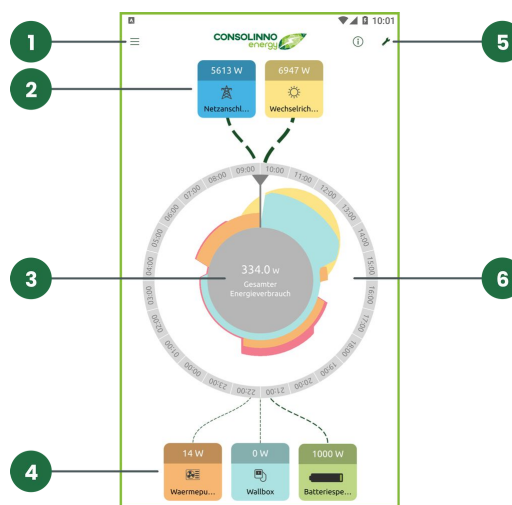 10:01
1
CONSOLINNO
energy
5
2
5613 W
6947 W
Netzanschl...
Wechselrich...
09:00
10:00
11:00
12:00
13:00
14:00
15:00
16:00
17:00
18:00
19:00
20:00
21:00
22:00
23:00
00:00
01:00
02:00
03:00
04:00
05:00
06:00
07:00
08:00
3
334.0 W
Gesamter
Energieverbrauch
6
4
14 W
0 W
1000 W
Waermepu...
Wallbox
Batteriespe...